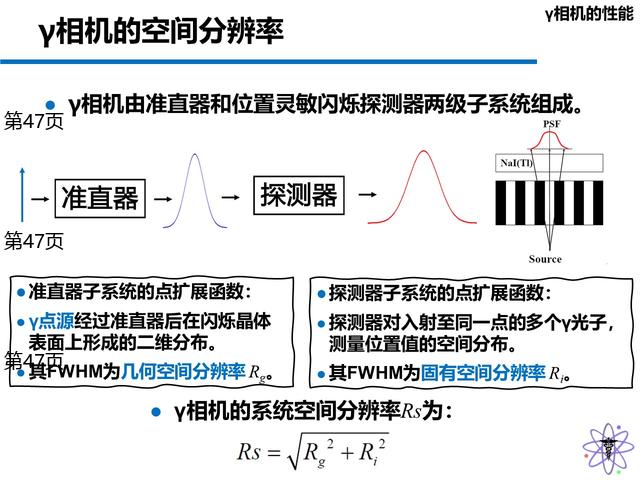 γ相机的性能
γ相机的空间分辨率
γ相机由准直器和位置灵敏闪烁探测器两级子系统组成。
第47页
PSF
NaI(Tl)
准直器
探测器
Source
第47页
准直器子系统的点扩展函数：
γ点源经过准直器后在闪烁晶体
表面上形成的二维分布。
其FWHM为几何空间分辨率 Rg。
第47页
探测器子系统的点扩展函数：
探测器对入射至同一点的多个γ光子，
测量位置值的空间分布。
其FWHM为固有空间分辨率 Ri。
γ相机的系统空间分辨率Rs为：
Rs = √(Rg² + Ri²)